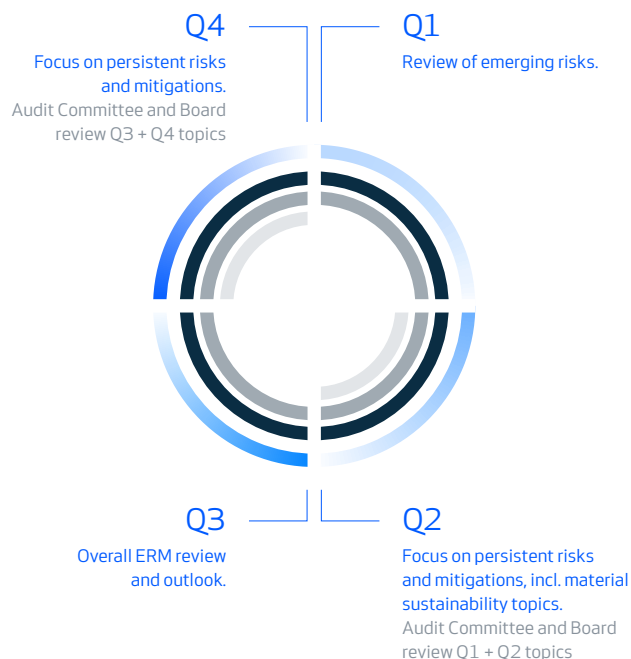 Q4
Focus on persistent risks
and mitigations.
Audit Committee and Board
review Q3 + Q4 topics
Q1
Review of emerging risks.
Q3
Overall ERM review
and outlook.
Q2
Focus on persistent risks
and mitigations, incl. material
sustainability topics.
Audit Committee and Board
review Q1 + Q2 topics